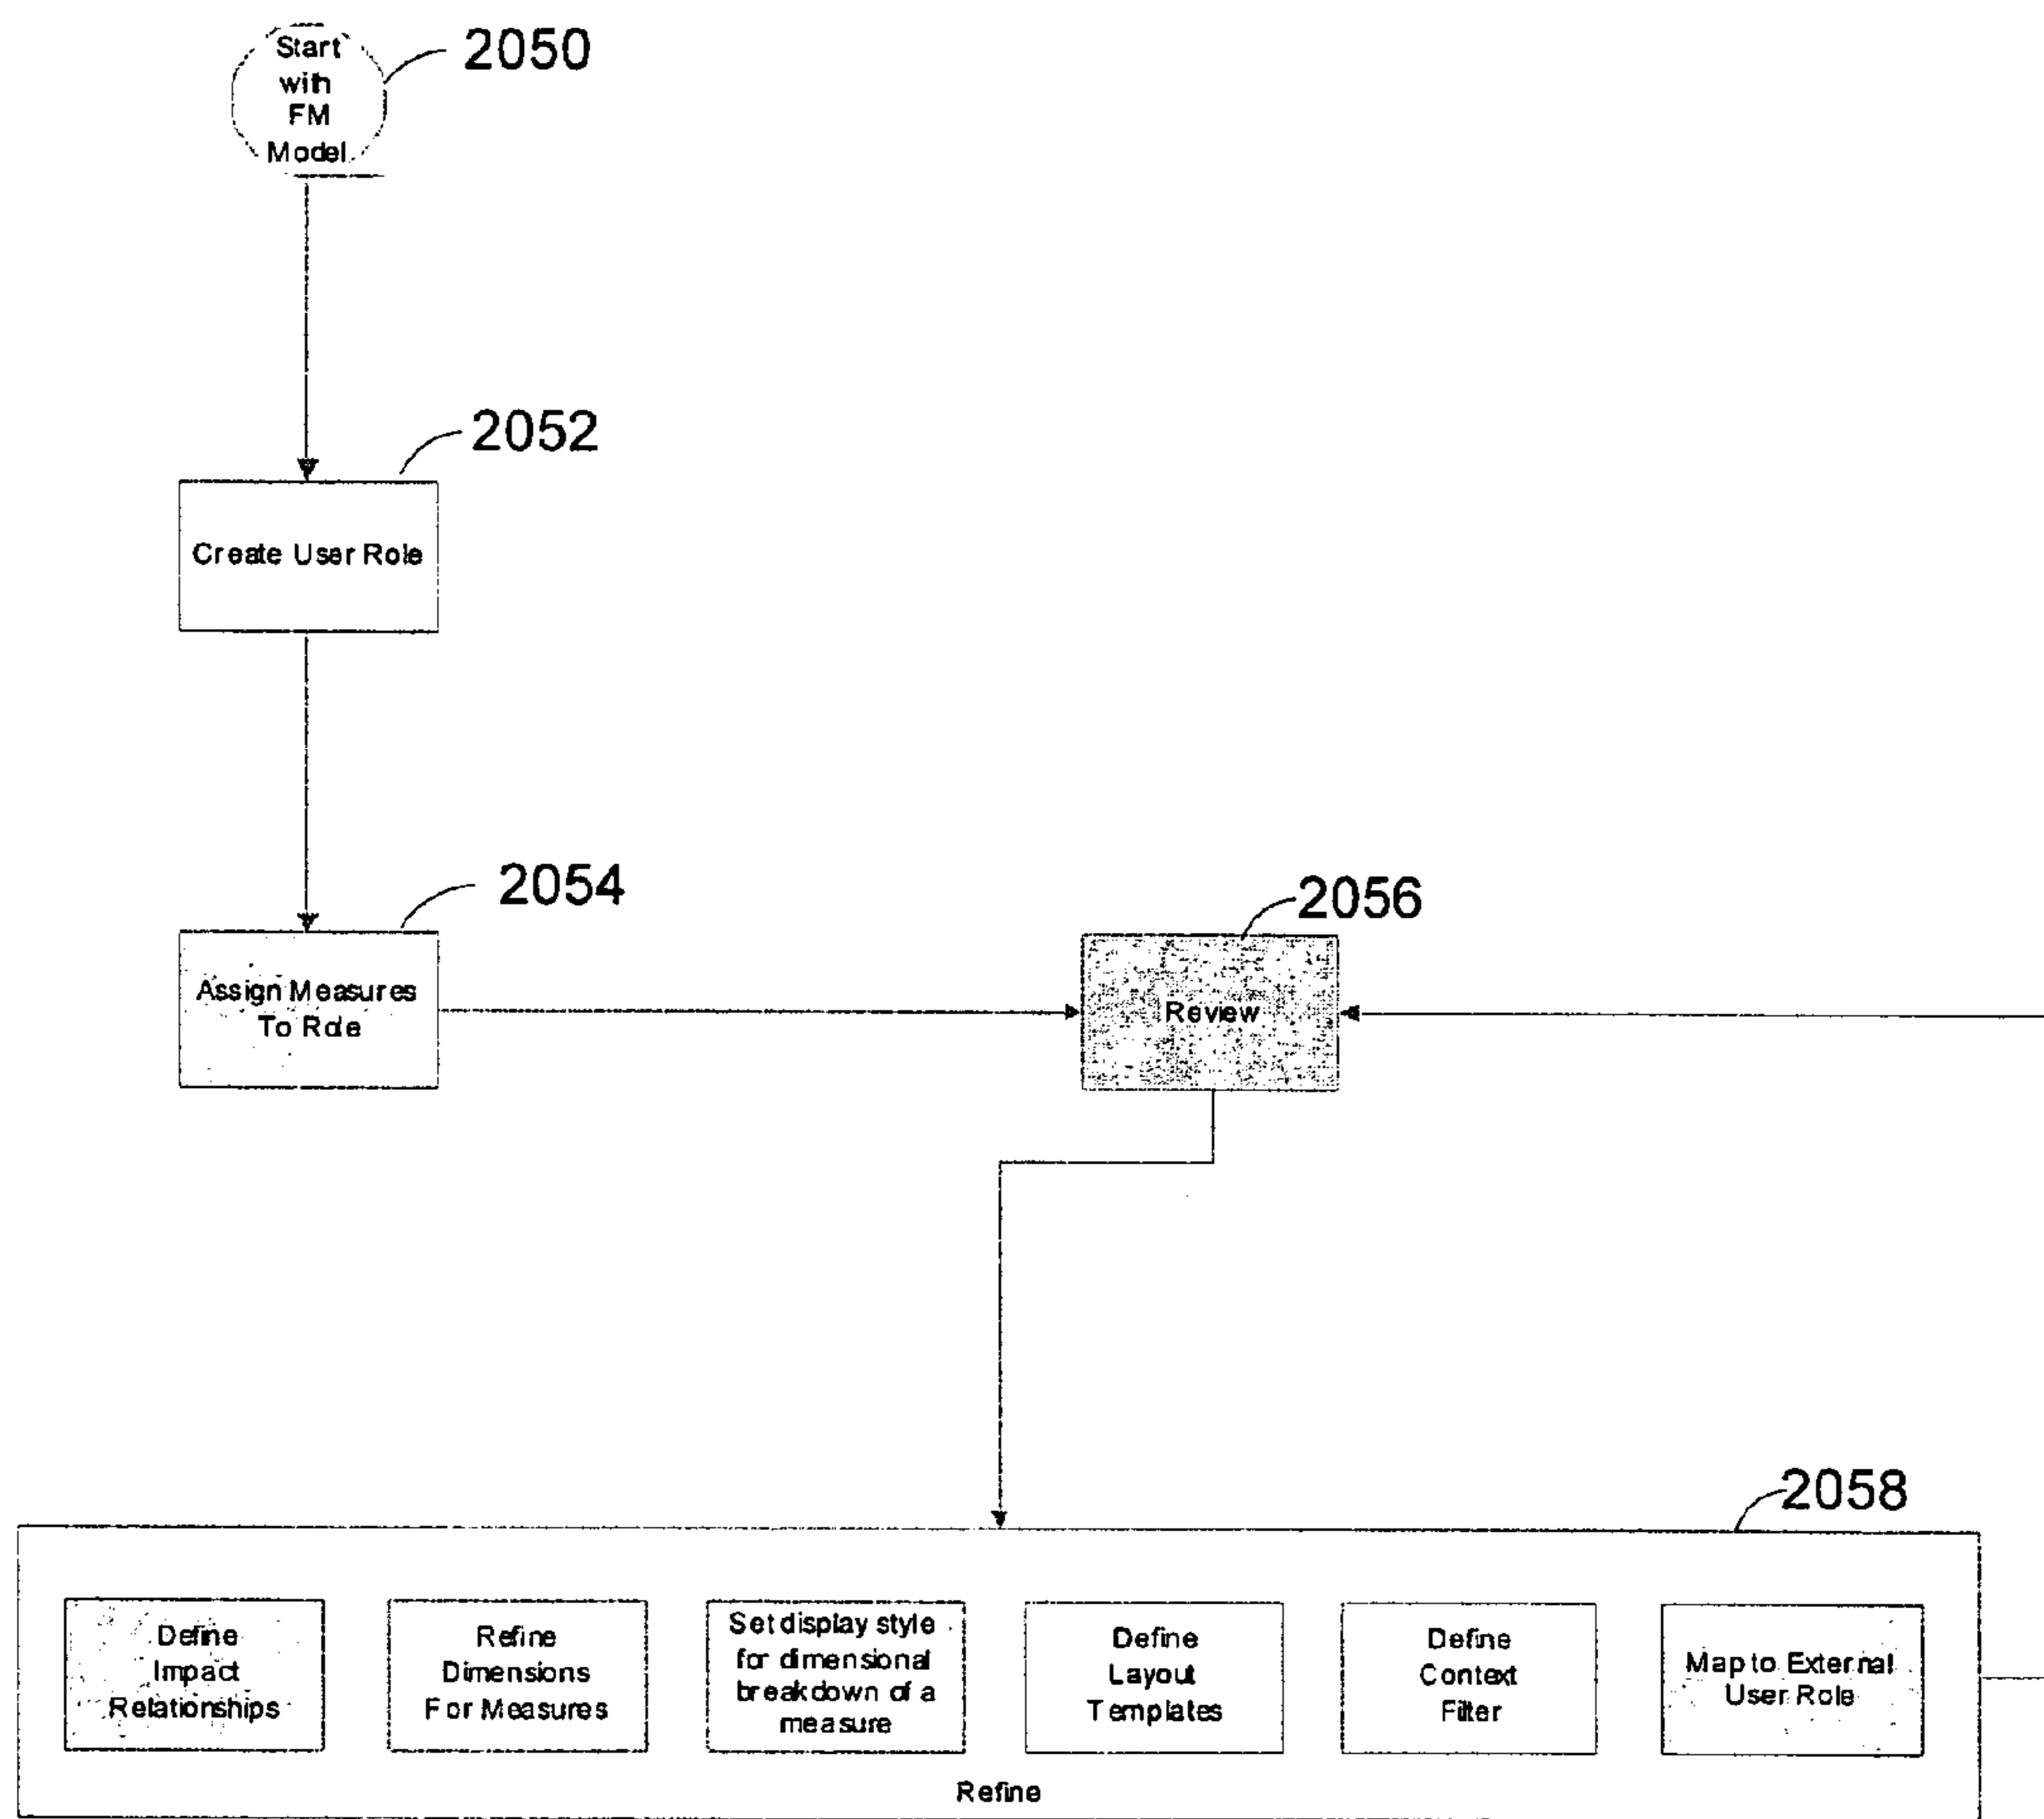 Start
with
FM
Model
2050
2052
Create User Role
2054
Assign Measures
To Role
2056
Review
2058
Define
Impact
Relationships
Refine
Dimensions
For Measures
Set display style
for dimensional
breakdown of a
measure
Define
Layout
Templates
Define
Context
Filter
Map to External
User Role
Refine